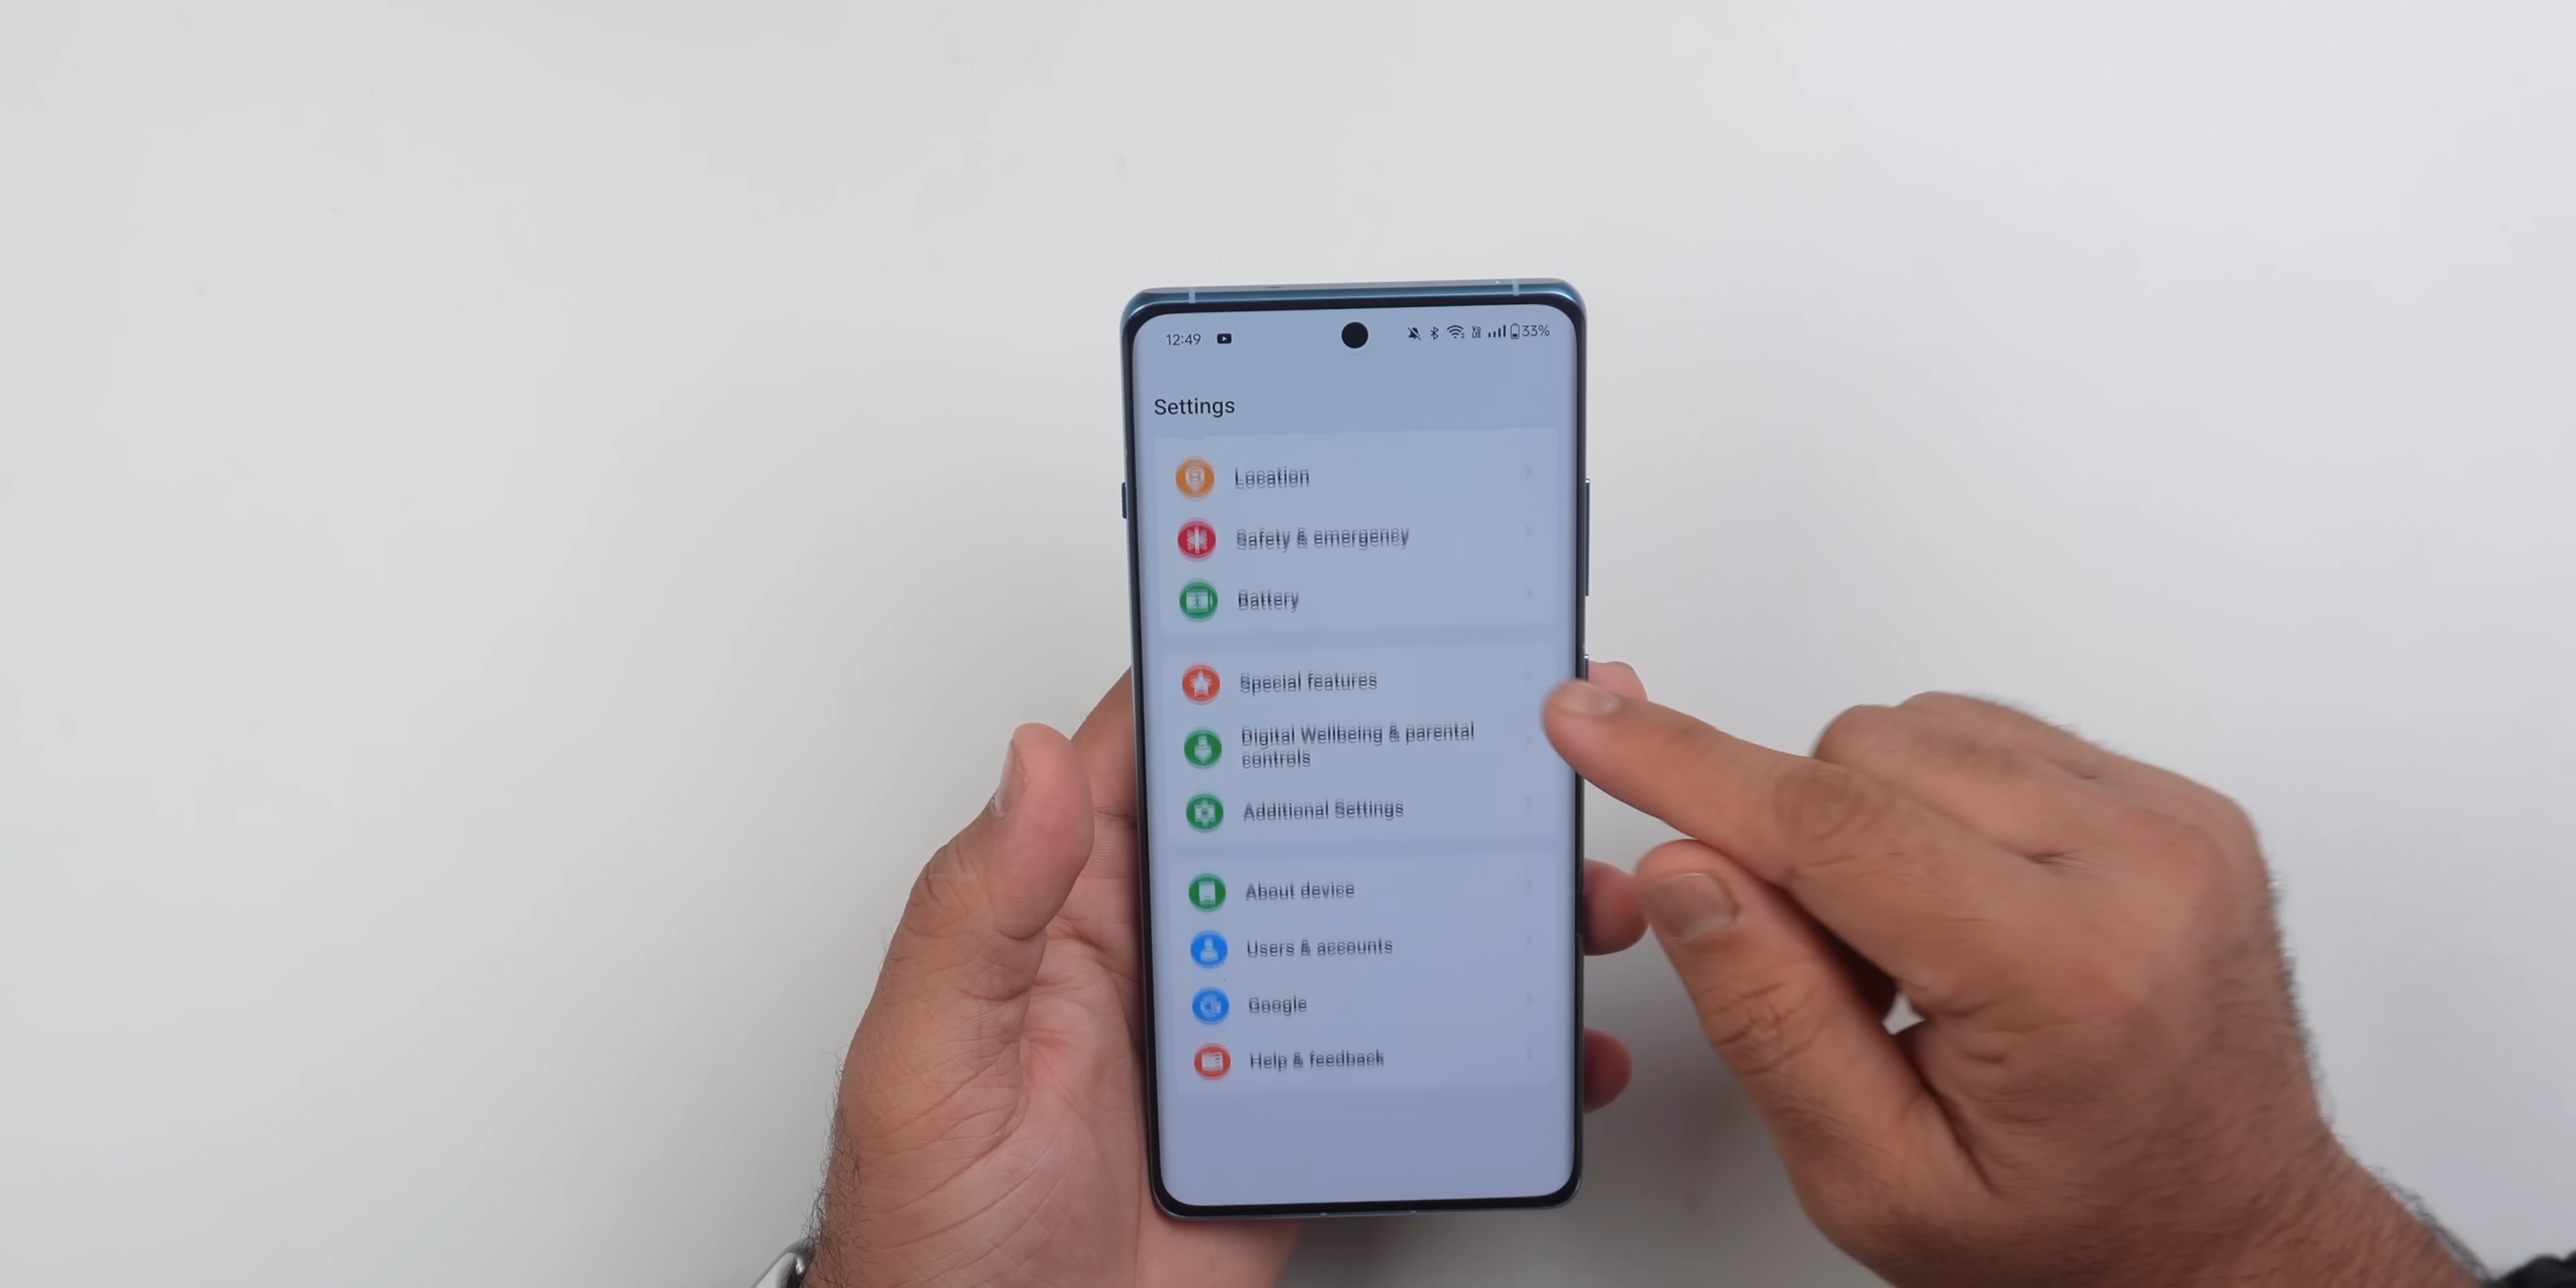 12:49
33%
Settings
Location
Safety & emergency
Battery
Special features
Digital Wellbeing & parental
controls
Additional Settings
About device
Users & accounts
Google
Help & feedback